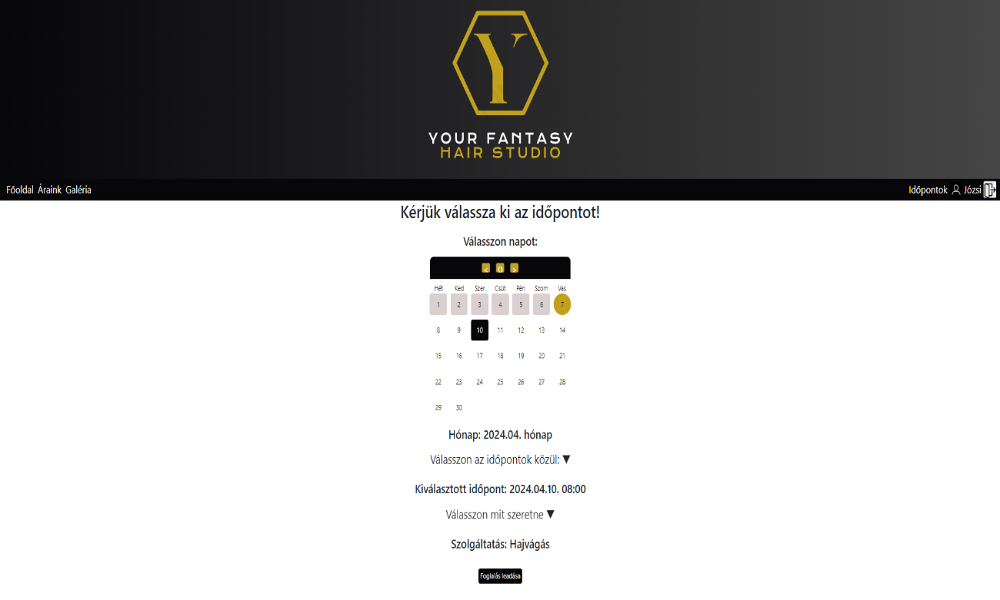 Y
YOUR FANTASY
HAIR STUDIO
Főoldal Áraink Galéria Időpontok Józsi
Kérjük válassza ki az időpontot!
Válasszon napot:
< O >
Hét Ked Szer Csüt Pén Szom Vas
1 2 3 4 5 6 7
8 9 10 11 12 13 14
15 16 17 18 19 20 21
22 23 24 25 26 27 28
29 30
Hónap: 2024.04. hónap
Válasszon az időpontok közül: ▼
Kiválasztott időpont: 2024.04.10. 08:00
Válasszon mit szeretne ▼
Szolgáltatás: Hajvágás
Foglalás leadása